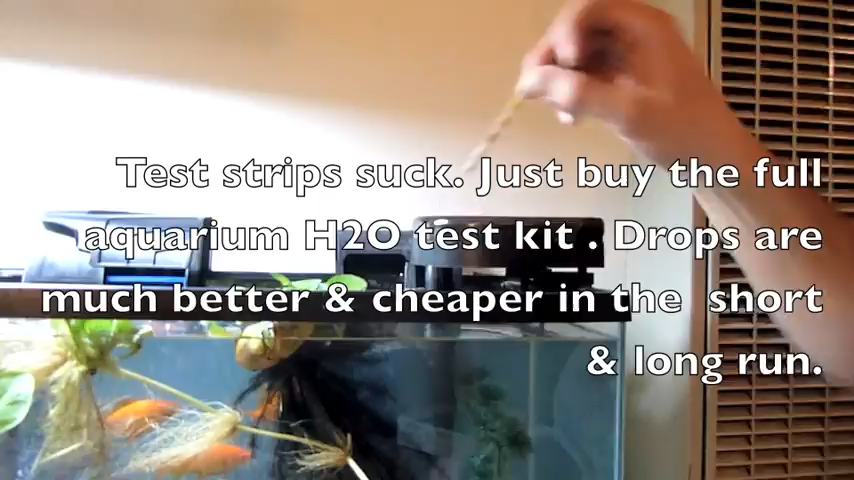 Test strips suck. Just buy the full
aquarium H2O test kit . Drops are
much better & cheaper in the short
& long run.